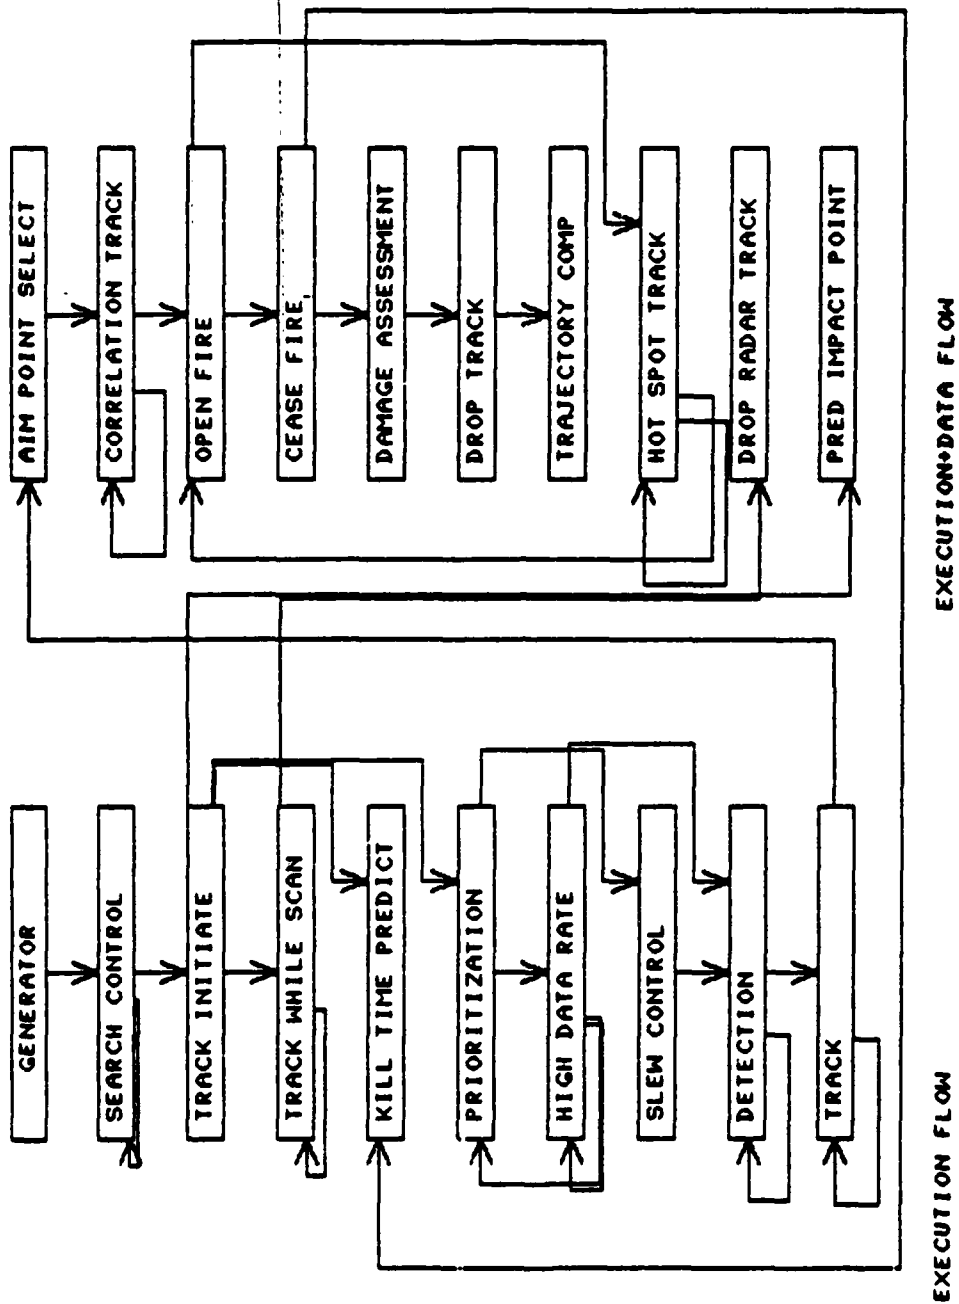 GENERATOR
SEARCH CONTROL
TRACK INITIATE
TRACK WHILE SCAN
KILL TIME PREDICT
PRIORITIZATION
HIGH DATA RATE
SLEW CONTROL
DETECTION
TRACK
EXECUTION FLOW
AIM POINT SELECT
CORRELATION TRACK
OPEN FIRE
CEASE FIRE
DAMAGE ASSESSMENT
DROP TRACK
TRAJECTORY COMP
HOT SPOT TRACK
DROP RADAR TRACK
PRED IMPACT POINT
EXECUTION+DATA FLOW